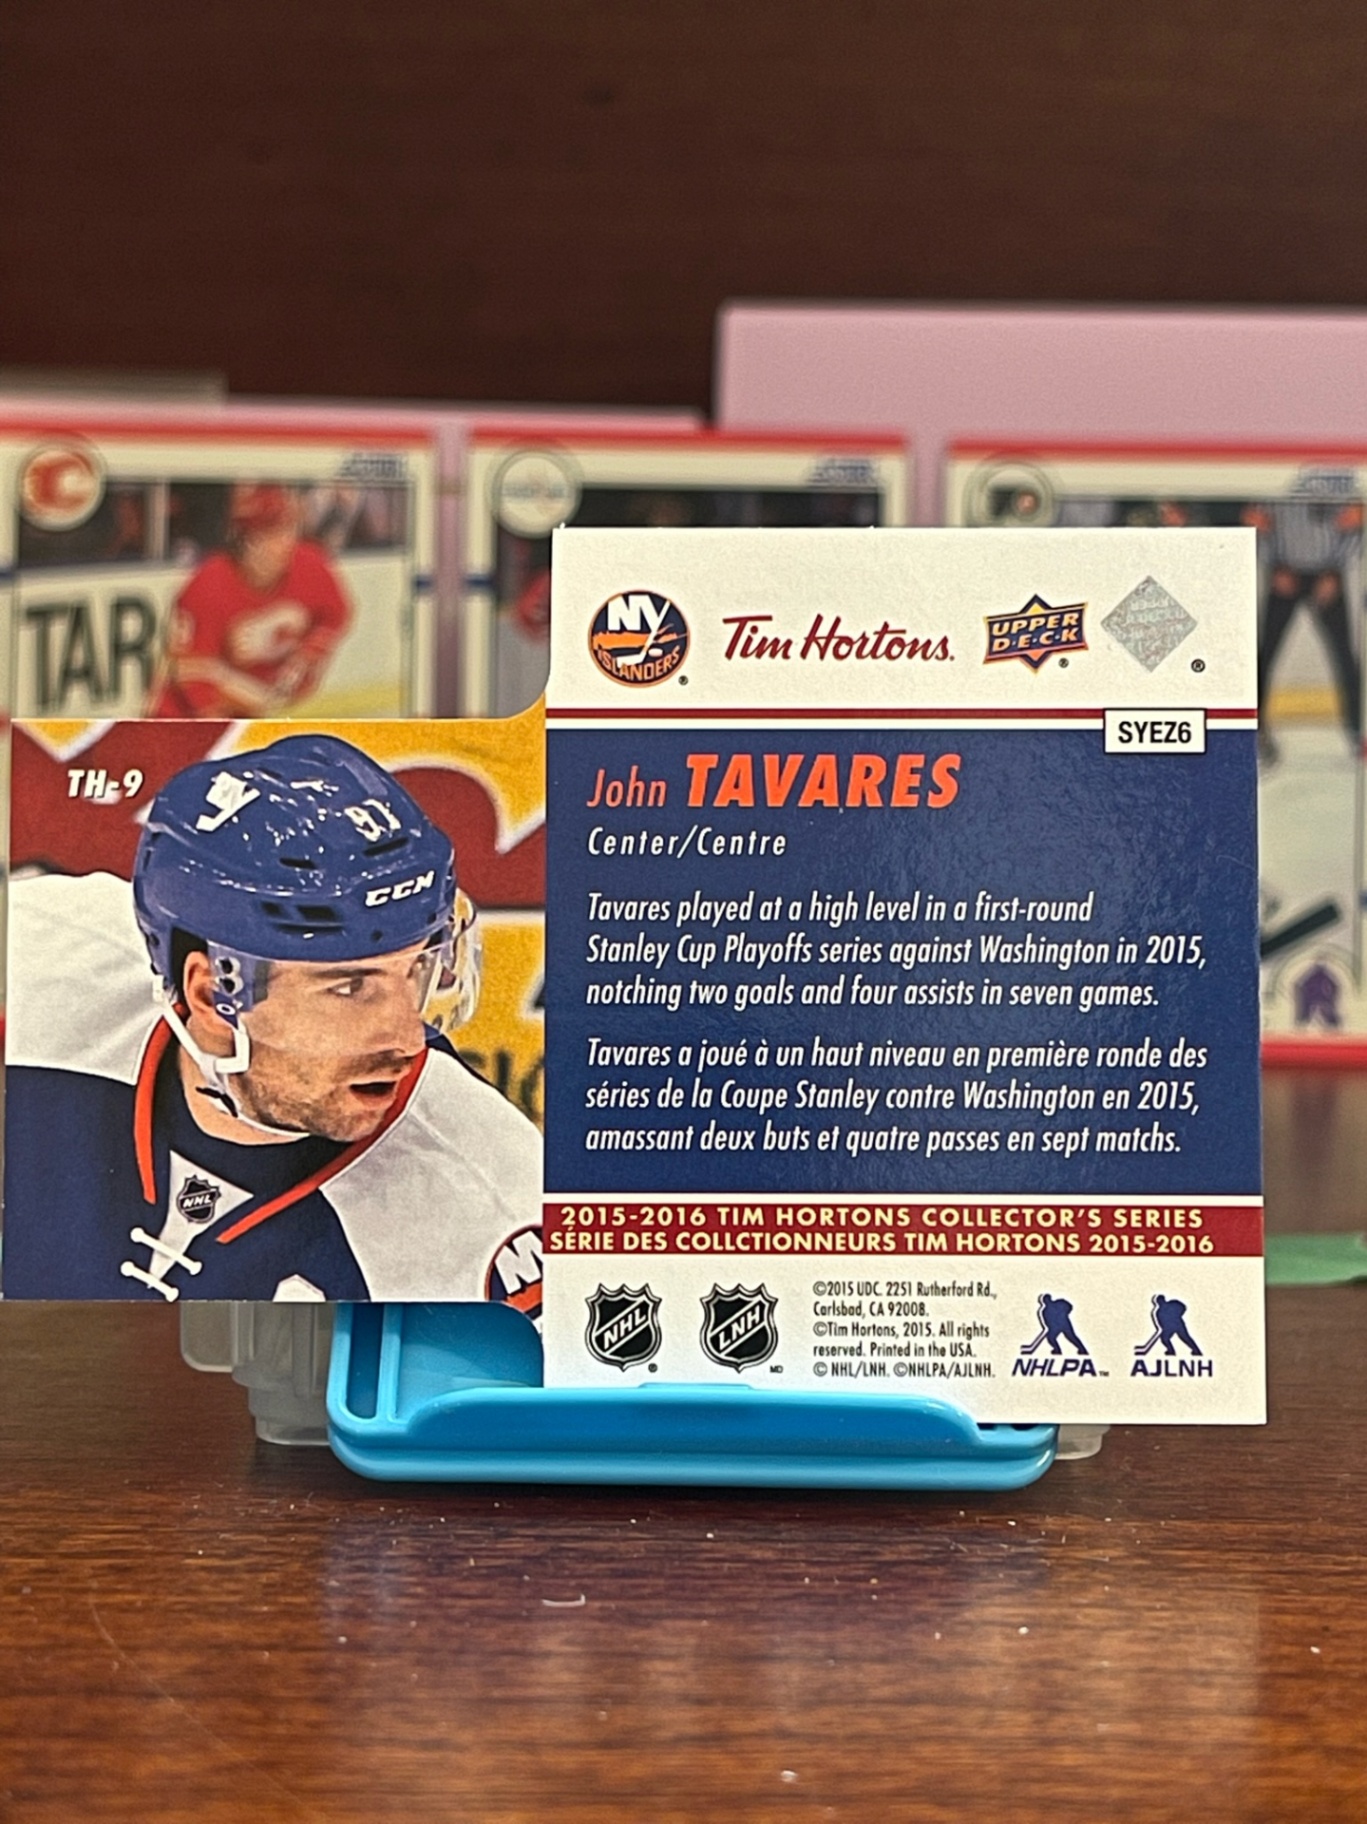 TAR
NY
ISLANDERS
®
Tim Hortons.
UPPER
D·E·C·K
®
®
SYEZ6
TH-9
91
CCM
NHL
John TAVARES
Center/Centre
Tavares played at a high level in a first-round
Stanley Cup Playoffs series against Washington in 2015,
notching two goals and four assists in seven games.
Tavares a joué à un haut niveau en première ronde des
séries de la Coupe Stanley contre Washington en 2015,
amassant deux buts et quatre passes en sept matchs.
2015-2016 TIM HORTONS COLLECTOR'S SERIES
SÉRIE DES COLLCTIONNEURS TIM HORTONS 2015-2016
NHL
®
LNH
MD
©2015 UDC. 2251 Rutherford Rd.,
Carlsbad, CA 92008.
©Tim Hortons, 2015. All rights
reserved. Printed in the USA.
© NHL/LNH. ©NHLPA/AJLNH.
NHLPA™
AJLNH